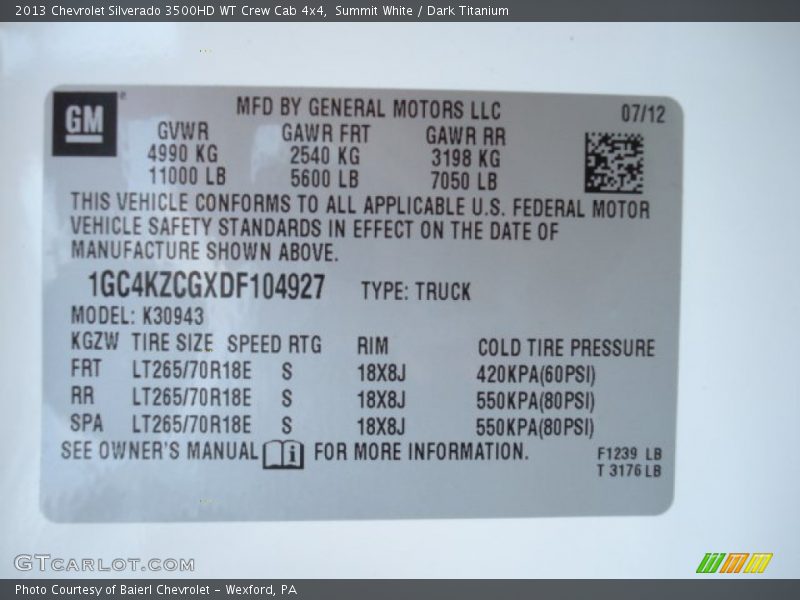 2013 Chevrolet Silverado 3500HD WT Crew Cab 4x4, Summit White / Dark Titanium
GM
MFD BY GENERAL MOTORS LLC 07/12
GVWR GAWR FRT GAWR RR
4990 KG 2540 KG 3198 KG
11000 LB 5600 LB 7050 LB
THIS VEHICLE CONFORMS TO ALL APPLICABLE U.S. FEDERAL MOTOR
VEHICLE SAFETY STANDARDS IN EFFECT ON THE DATE OF
MANUFACTURE SHOWN ABOVE.
1GC4KZCGXDF104927 TYPE: TRUCK
MODEL: K30943
KGZW TIRE SIZE SPEED RTG RIM COLD TIRE PRESSURE
FRT LT265/70R18E S 18X8J 420KPA(60PSI)
RR LT265/70R18E S 18X8J 550KPA(80PSI)
SPA LT265/70R18E S 18X8J 550KPA(80PSI)
SEE OWNER'S MANUAL i FOR MORE INFORMATION.
F1239 LB
T 3176 LB
GTCARLOT.COM
Photo Courtesy of Baierl Chevrolet - Wexford, PA